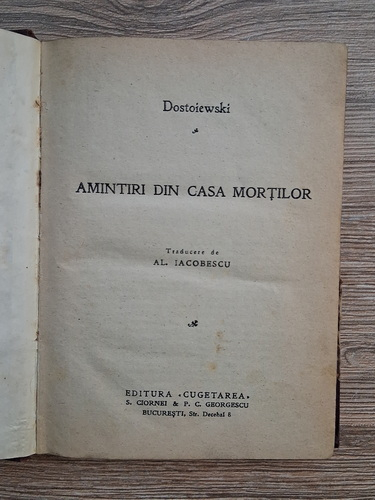 Dostoiewski
AMINTIRI DIN CASA MORȚILOR
Traducere de
AL. IACOBESCU
EDITURA «CUGETAREA»
S. CIORNEI & P. C. GEORGESCU
BUCUREȘTI, Str. Decebal 8